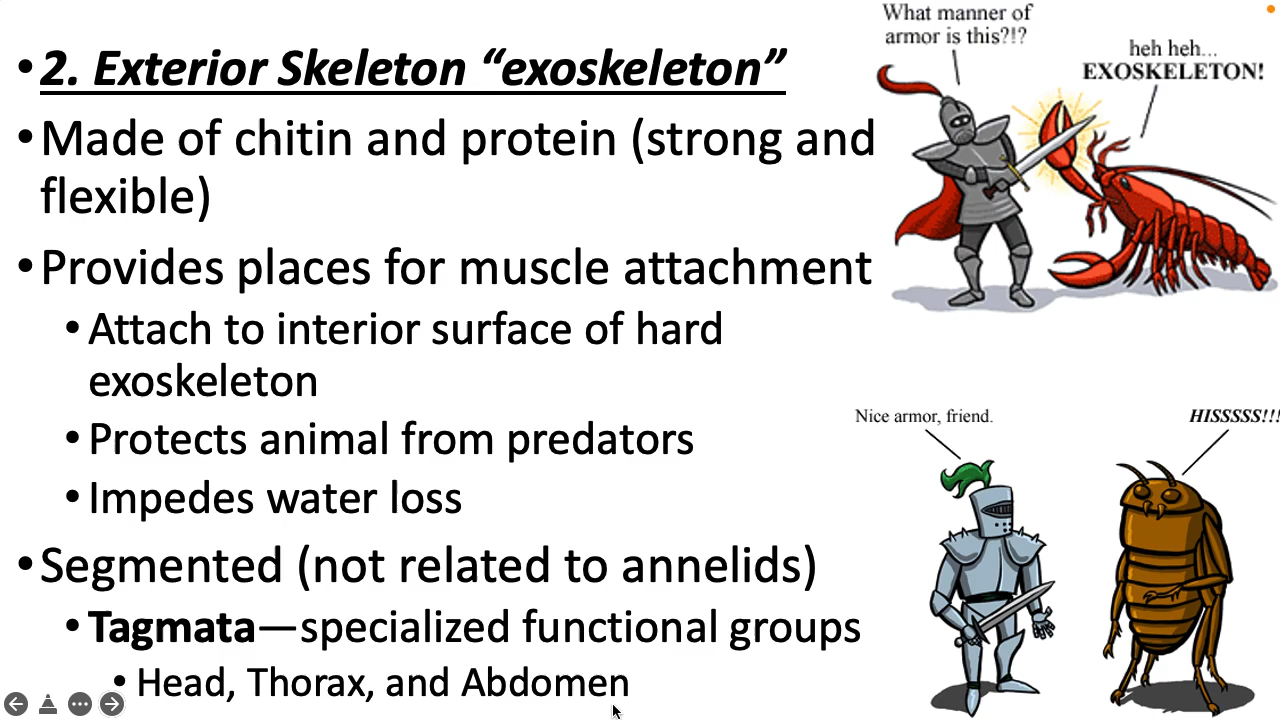 • 2. Exterior Skeleton “exoskeleton”
• Made of chitin and protein (strong and
flexible)
• Provides places for muscle attachment
• Attach to interior surface of hard
exoskeleton
• Protects animal from predators
• Impedes water loss
• Segmented (not related to annelids)
• Tagmata—specialized functional groups
• Head, Thorax, and Abdomen
What manner of
armor is this?!?
heh heh...
EXOSKELETON!
Nice armor, friend.
HISSSSS!!!